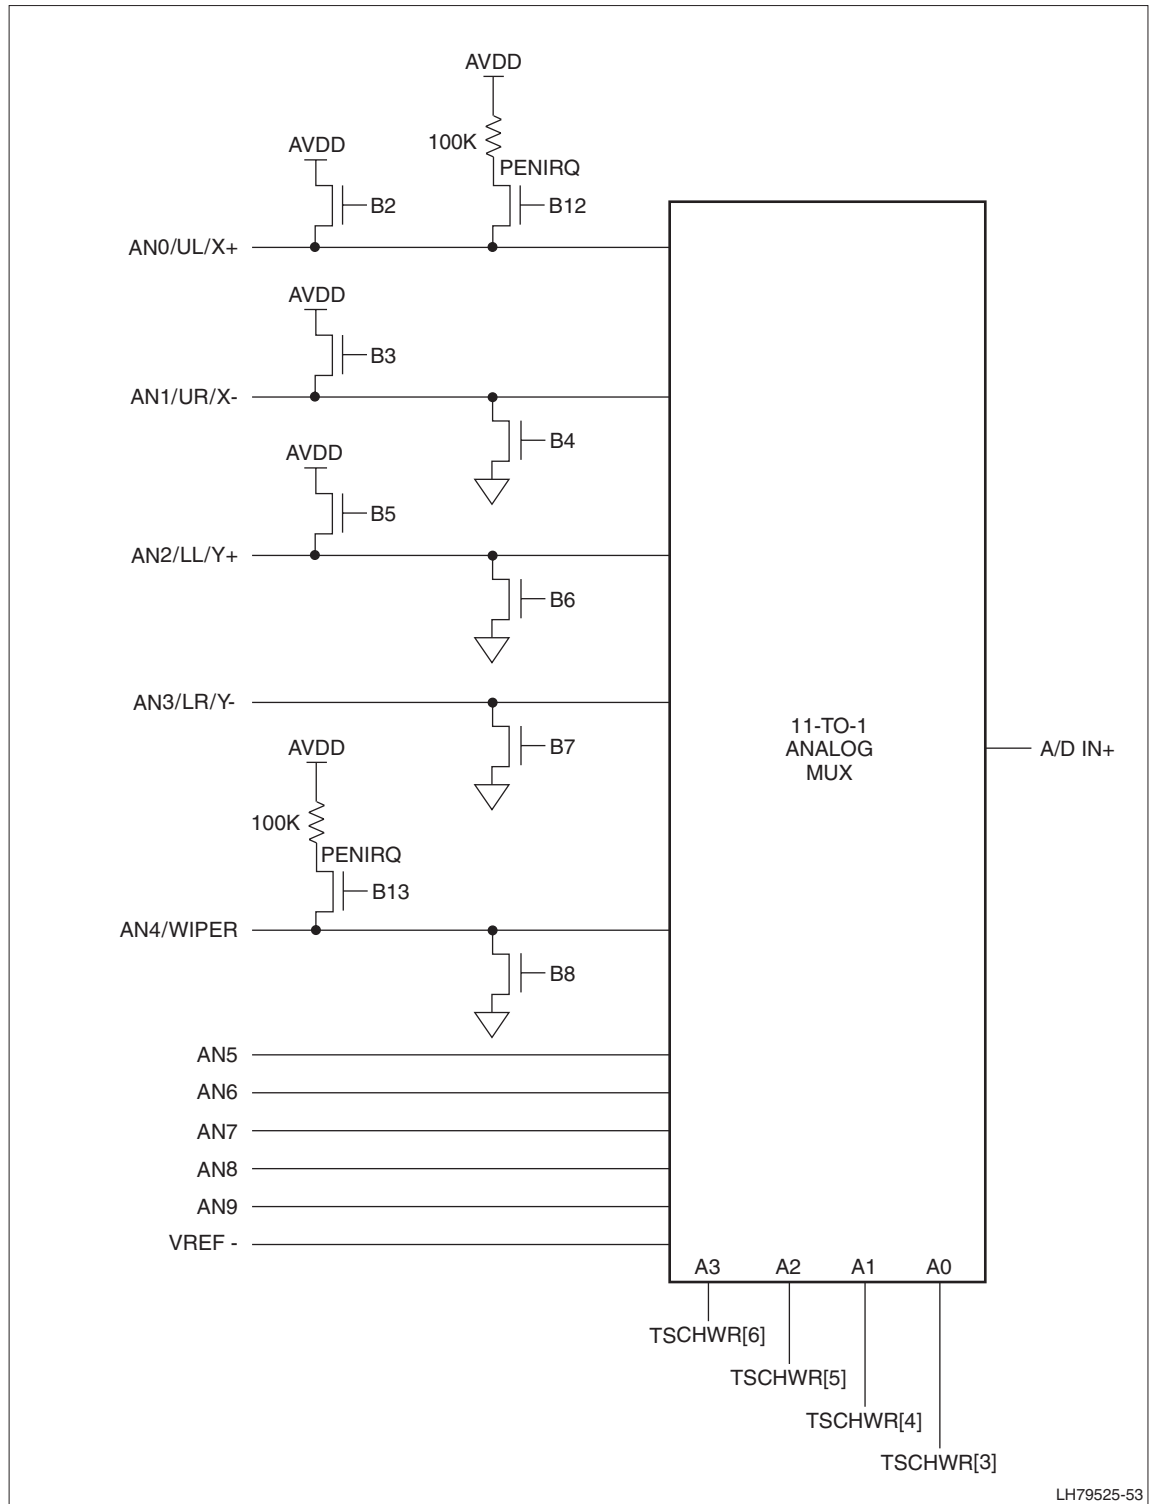 AVDD
100K
PENIRQ
B12
AVDD
B2
AN0/UL/X+
AVDD
B3
AN1/UR/X-
B4
AVDD
B5
AN2/LL/Y+
B6
AN3/LR/Y-
B7
AVDD
100K
PENIRQ
B13
AN4/WIPER
B8
AN5
AN6
AN7
AN8
AN9
VREF -
11-TO-1
ANALOG
MUX
A/D IN+
A3 A2 A1 A0
TSCHWR[6]
TSCHWR[5]
TSCHWR[4]
TSCHWR[3]
LH79525-53